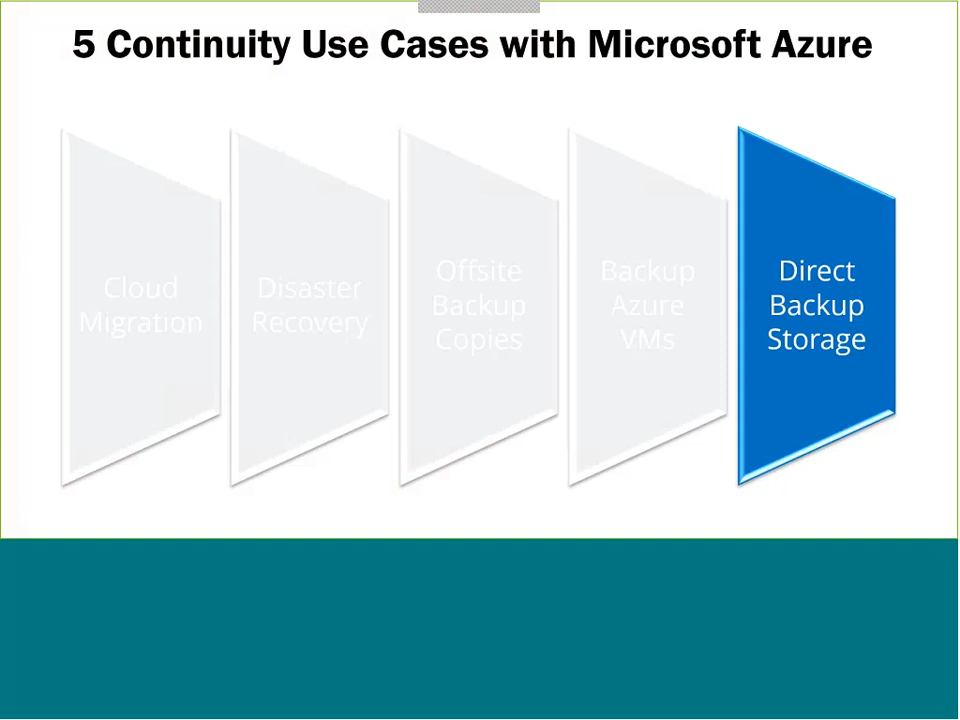 5 Continuity Use Cases with Microsoft Azure
Cloud
Migration
Disaster
Recovery
Offsite
Backup
Copies
Backup
Azure
VMs
Direct
Backup
Storage